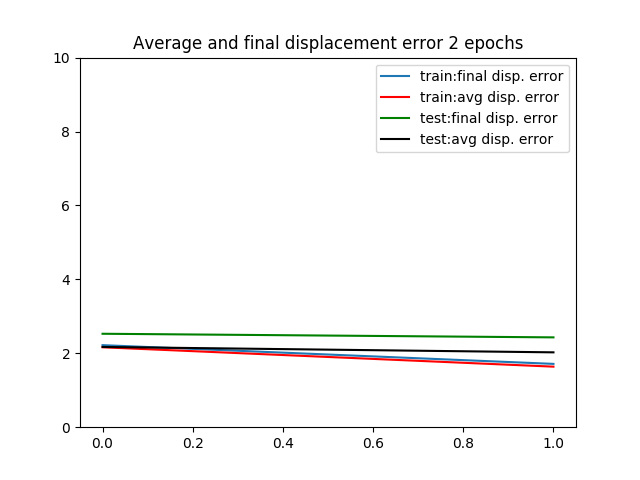 Average and final displacement error 2 epochs
10
8
6
4
2
0
train:final disp. error
train:avg disp. error
test:final disp. error
test:avg disp. error
0.0 0.2 0.4 0.6 0.8 1.0